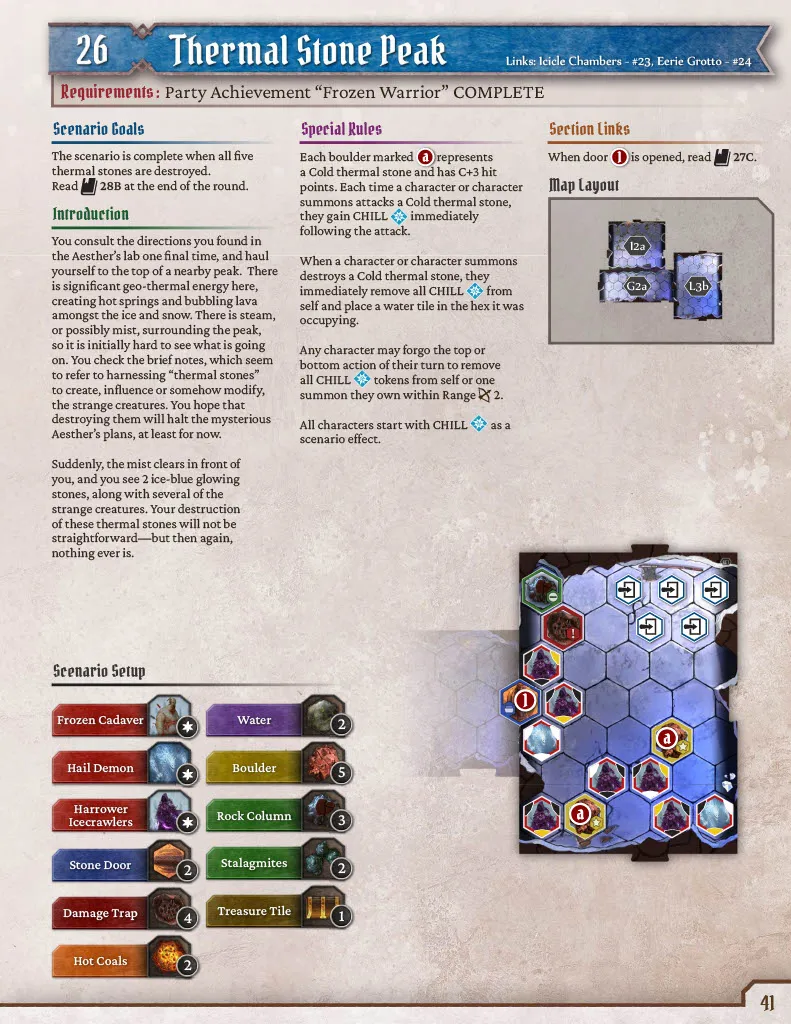 26
Thermal Stone Peak
Links: Icicle Chambers - #23, Eerie Grotto - #24
Requirements: Party Achievement “Frozen Warrior” COMPLETE
Scenario Goals
The scenario is complete when all five
thermal stones are destroyed.
Read 28B at the end of the round.
Introduction
You consult the directions you found in
the Aesther’s lab one final time, and haul
yourself to the top of a nearby peak. There
is significant geo-thermal energy here,
creating hot springs and bubbling lava
amongst the ice and snow. There is steam,
or possibly mist, surrounding the peak,
so it is initially hard to see what is going
on. You check the brief notes, which seem
to refer to harnessing “thermal stones”
to create, influence or somehow modify,
the strange creatures. You hope that
destroying them will halt the mysterious
Aesther’s plans, at least for now.
Suddenly, the mist clears in front of
you, and you see 2 ice-blue glowing
stones, along with several of the
strange creatures. Your destruction
of these thermal stones will not be
straightforward—but then again,
nothing ever is.
Special Rules
Each boulder marked a represents
a Cold thermal stone and has C+3 hit
points. Each time a character or character
summons attacks a Cold thermal stone,
they gain CHILL immediately
following the attack.
When a character or character summons
destroys a Cold thermal stone, they
immediately remove all CHILL from
self and place a water tile in the hex it was
occupying.
Any character may forgo the top or
bottom action of their turn to remove
all CHILL tokens from self or one
summon they own within Range 2.
All characters start with CHILL as a
scenario effect.
Section Links
When door 1 is opened, read 27C.
Map Layout
I2a
G2a
L3b
Scenario Setup
Frozen Cadaver
Hail Demon
Harrower
Icecrawlers
Stone Door
2
Damage Trap
4
Hot Coals
2
Water
2
Boulder
5
Rock Column
3
Stalagmites
2
Treasure Tile
1
1
a
a
41